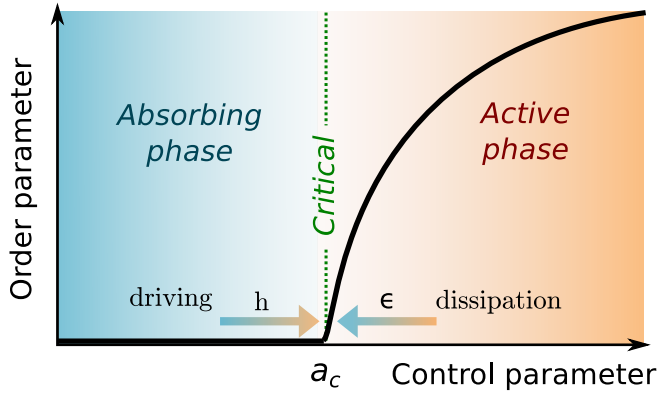 Order parameter
Absorbing
phase
Critical
Active
phase
driving
h
ϵ
dissipation
a_c
Control parameter